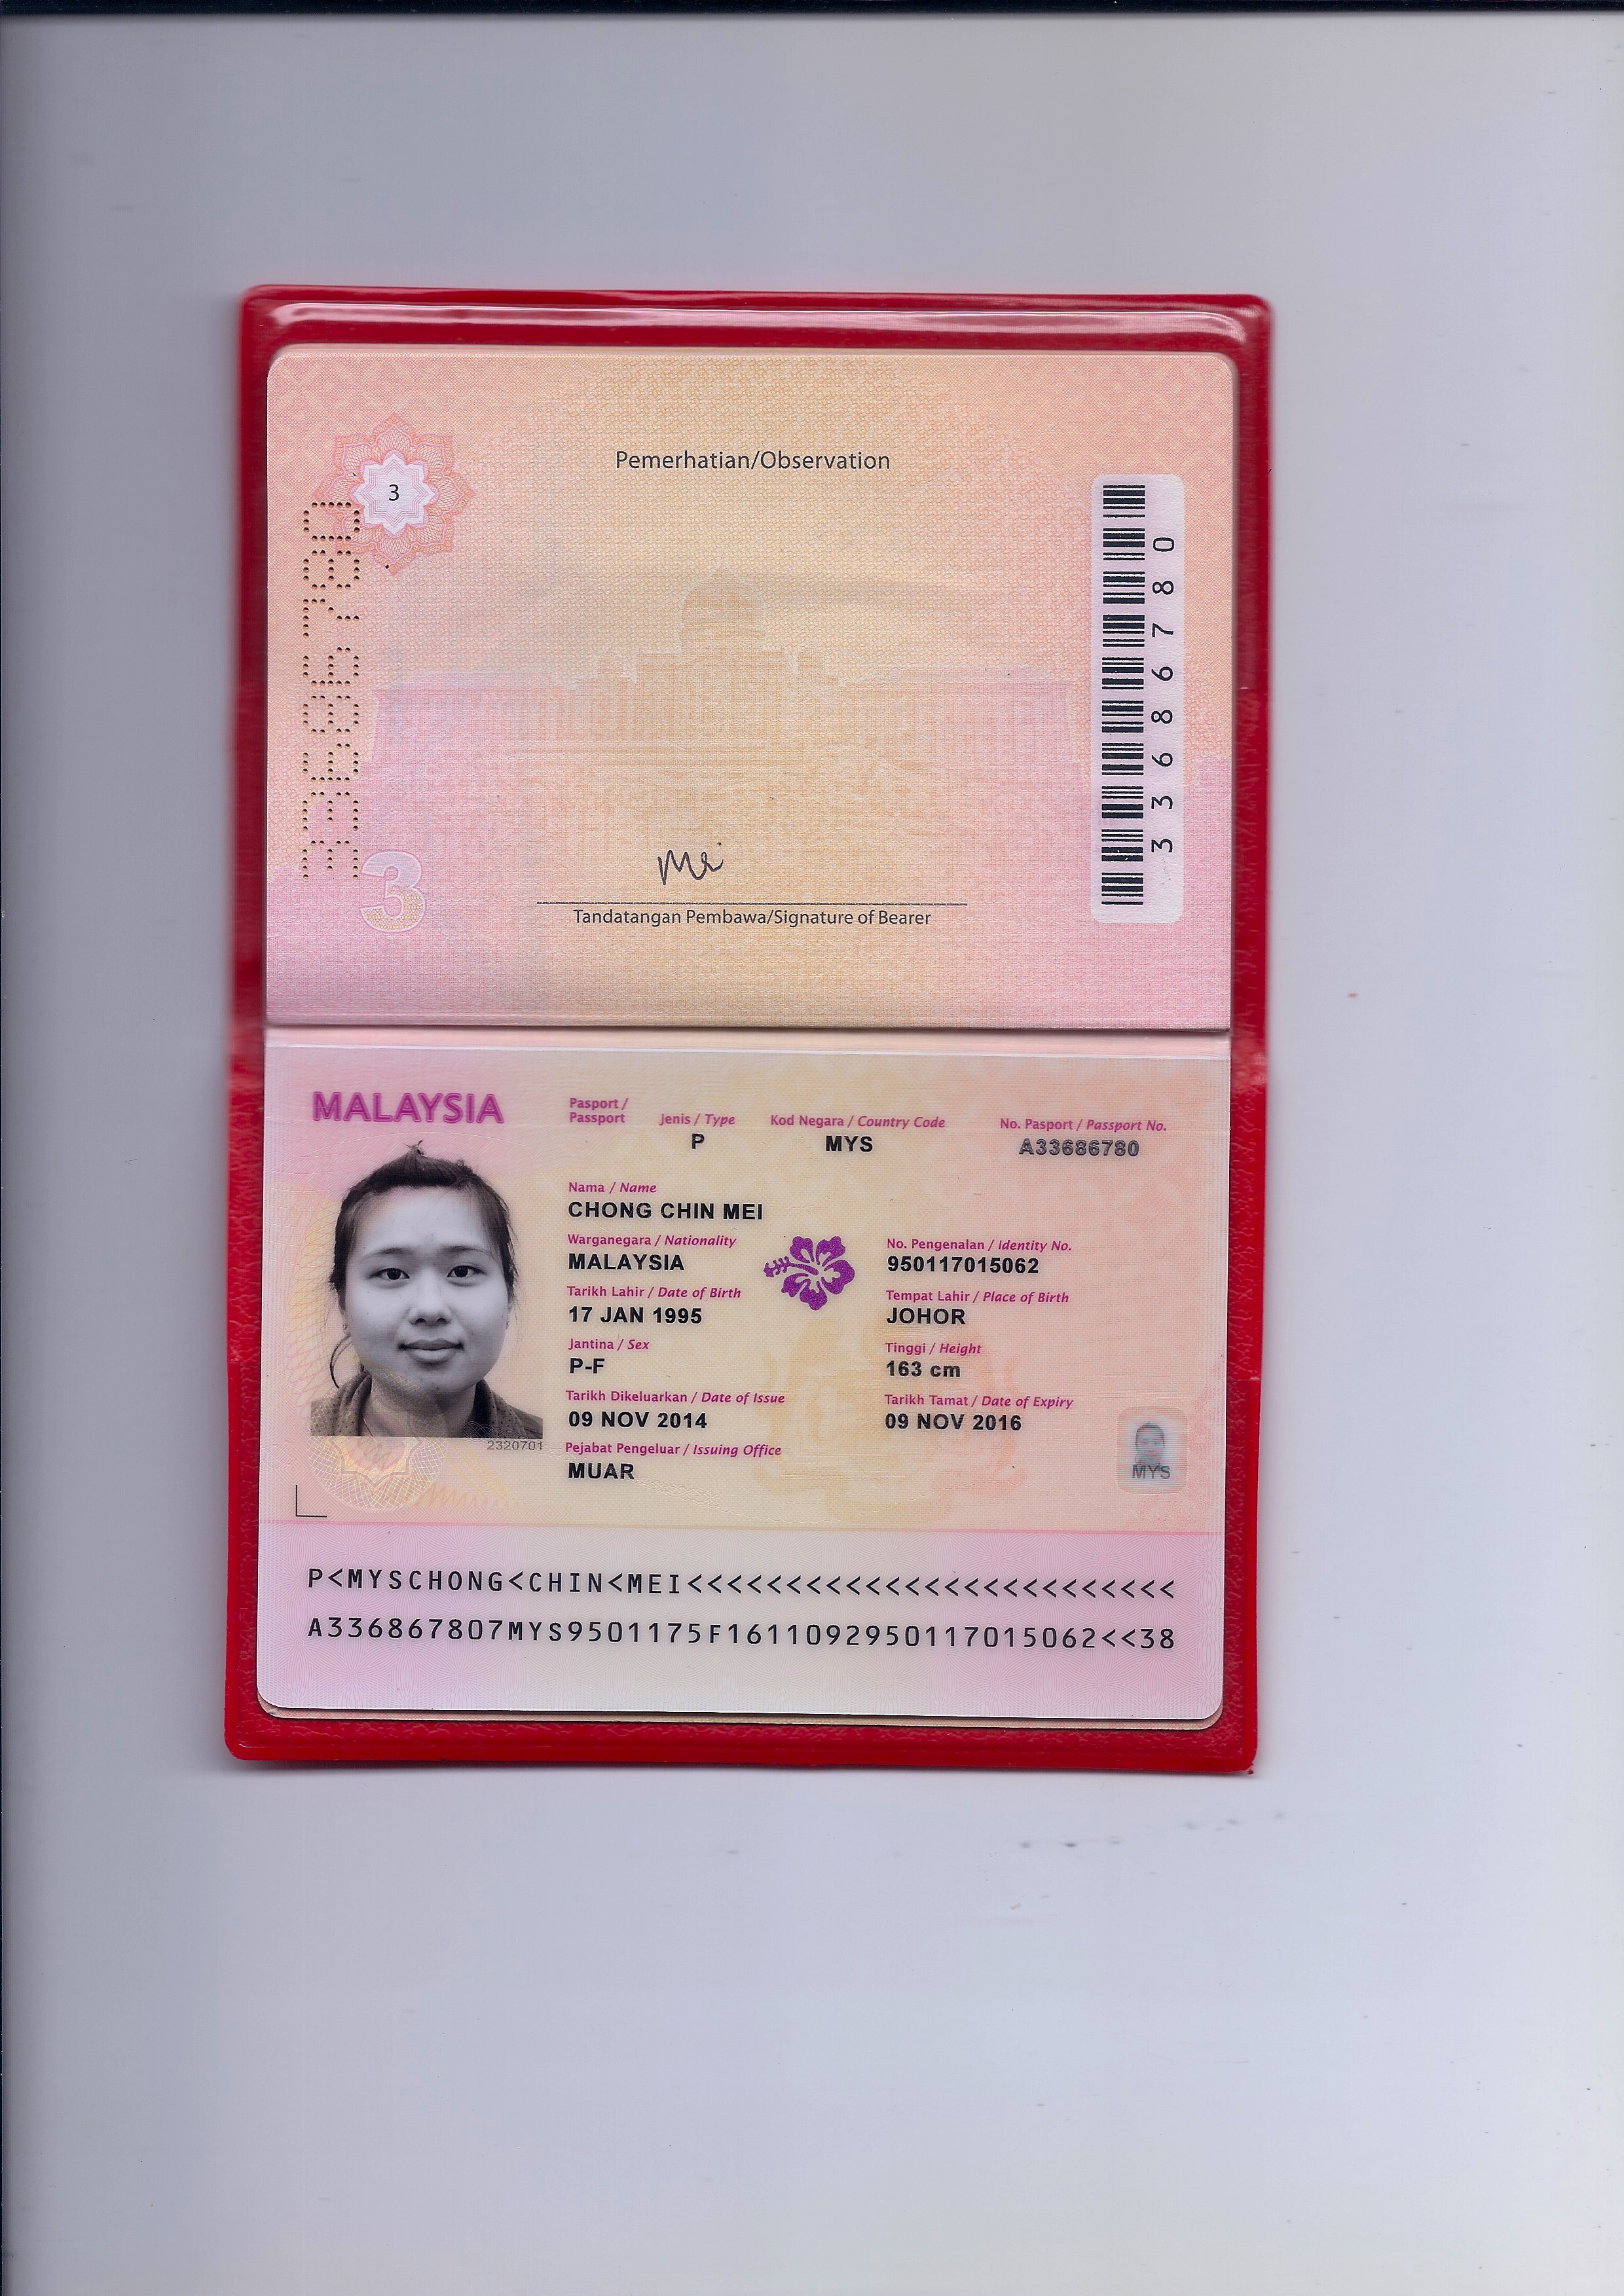 Pemerhatian/Observation
3
33686780
33686780
3
Mei
Tandatangan Pembawa/Signature of Bearer
MALAYSIA
Pasport / Passport
Jenis / Type
P
Kod Negara / Country Code
MYS
No. Pasport / Passport No.
A33686780
Nama / Name
CHONG CHIN MEI
Warganegara / Nationality
MALAYSIA
No. Pengenalan / Identity No.
950117015062
Tarikh Lahir / Date of Birth
17 JAN 1995
Tempat Lahir / Place of Birth
JOHOR
Jantina / Sex
P-F
Tinggi / Height
163 cm
Tarikh Dikeluarkan / Date of Issue
09 NOV 2014
Tarikh Tamat / Date of Expiry
09 NOV 2016
2320701
Pejabat Pengeluar / Issuing Office
MUAR
MYS
P<MYSCHONG<CHIN<MEI<<<<<<<<<<<<<<<<<<<<<<<<<
A336867807MYS9501175F1611092950117015062<<38